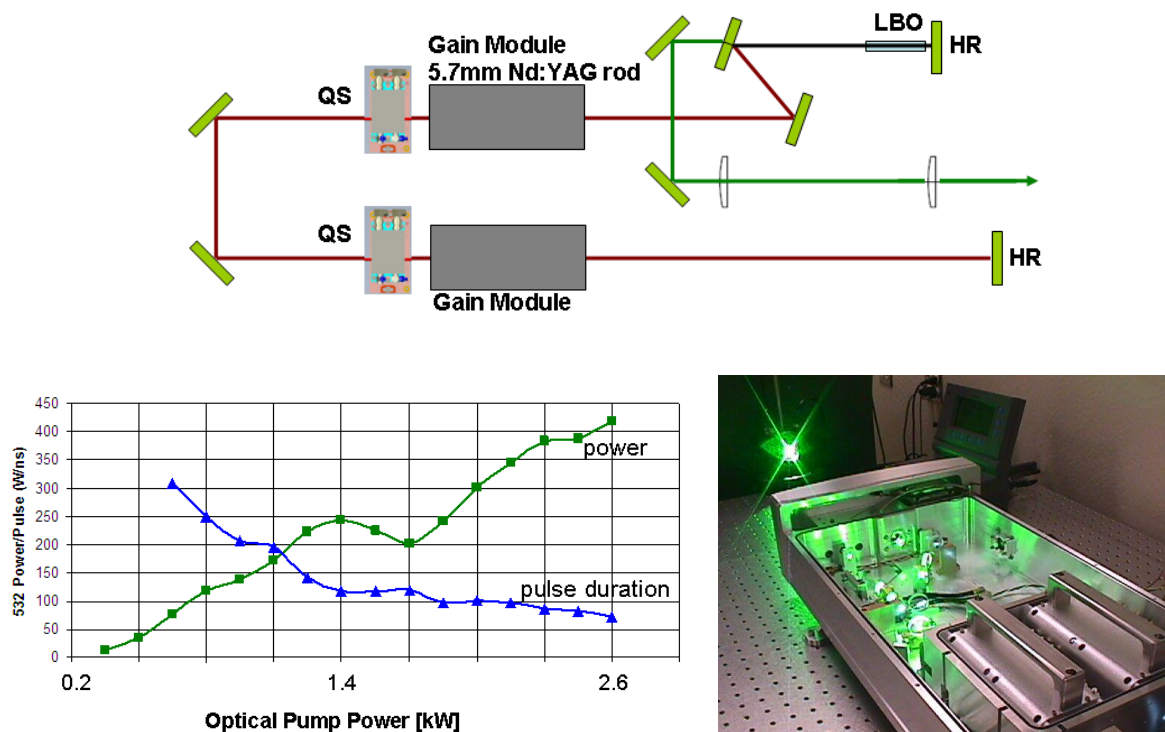 LBO
HR
Gain Module
5.7mm Nd:YAG rod
QS
QS
HR
Gain Module
532 Power/Pulse (W/ns)
450
400
350
300
250
200
150
100
50
0
power
pulse duration
0.2
1.4
2.6
Optical Pump Power [kW]